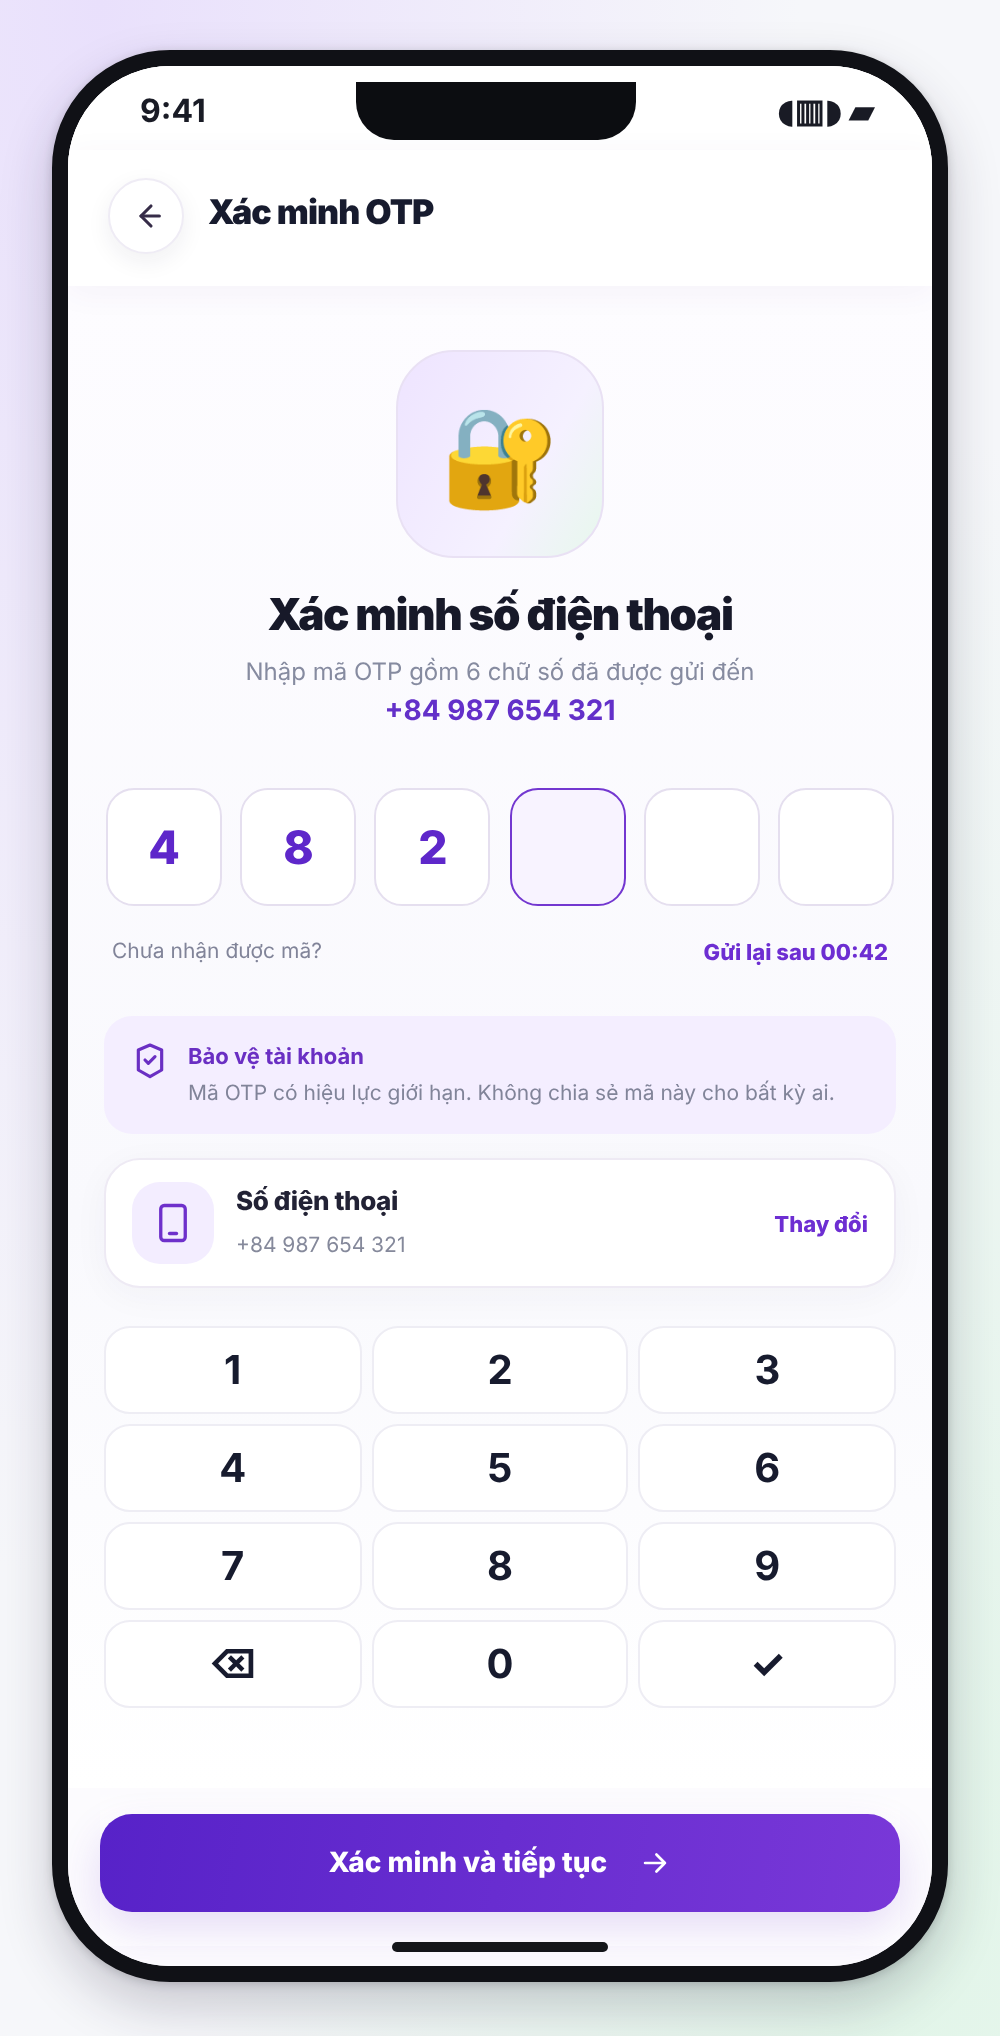 9:41
Xác minh OTP
Xác minh số điện thoại
Nhập mã OTP gồm 6 chữ số đã được gửi đến
+84 987 654 321
4 8 2
Chưa nhận được mã? Gửi lại sau 00:42
Bảo vệ tài khoản
Mã OTP có hiệu lực giới hạn. Không chia sẻ mã này cho bất kỳ ai.
Số điện thoại
+84 987 654 321
Thay đổi
1 2 3
4 5 6
7 8 9
0
Xác minh và tiếp tục →